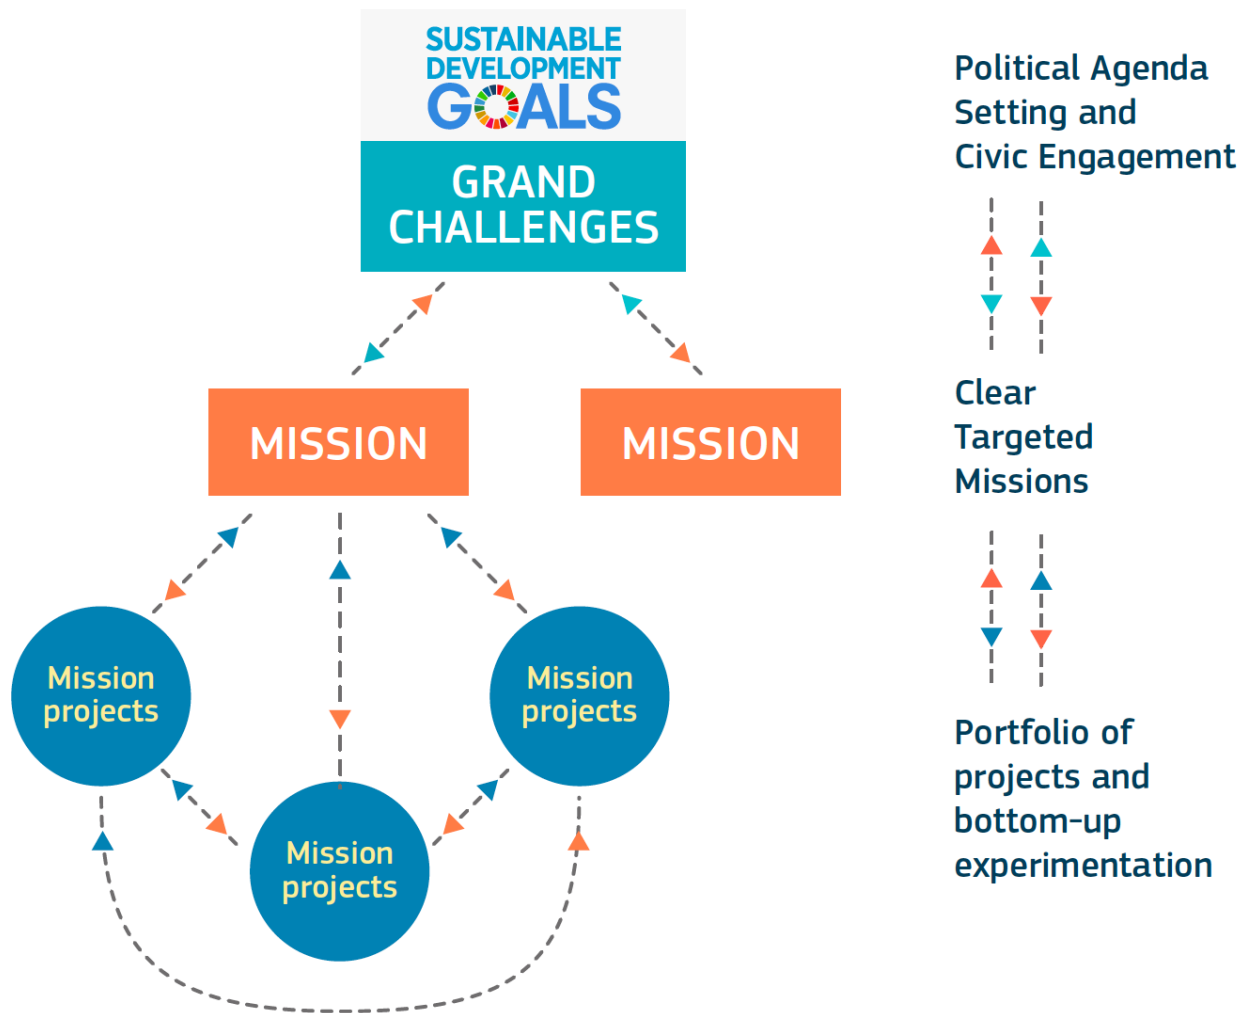 SUSTAINABLE
DEVELOPMENT
GOALS
GRAND
CHALLENGES
MISSION
MISSION
Mission
projects
Mission
projects
Mission
projects
Political Agenda
Setting and
Civic Engagement
Clear
Targeted
Missions
Portfolio of
projects and
bottom-up
experimentation